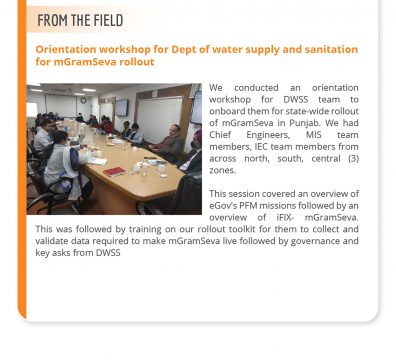 FROM THE FIELD
Orientation workshop for Dept of water supply and sanitation
for mGramSeva rollout
We conducted an orientation
workshop for DWSS team to
onboard them for state-wide rollout
of mGramSeva in Punjab. We had
Chief Engineers, MIS team
members, IEC team members from
across north, south, central (3)
zones.
This session covered an overview of
eGov's PFM missions followed by an
overview of iFIX- mGramSeva.
This was followed by training on our rollout toolkit for them to collect and
validate data required to make mGramSeva live followed by governance and
key asks from DWSS